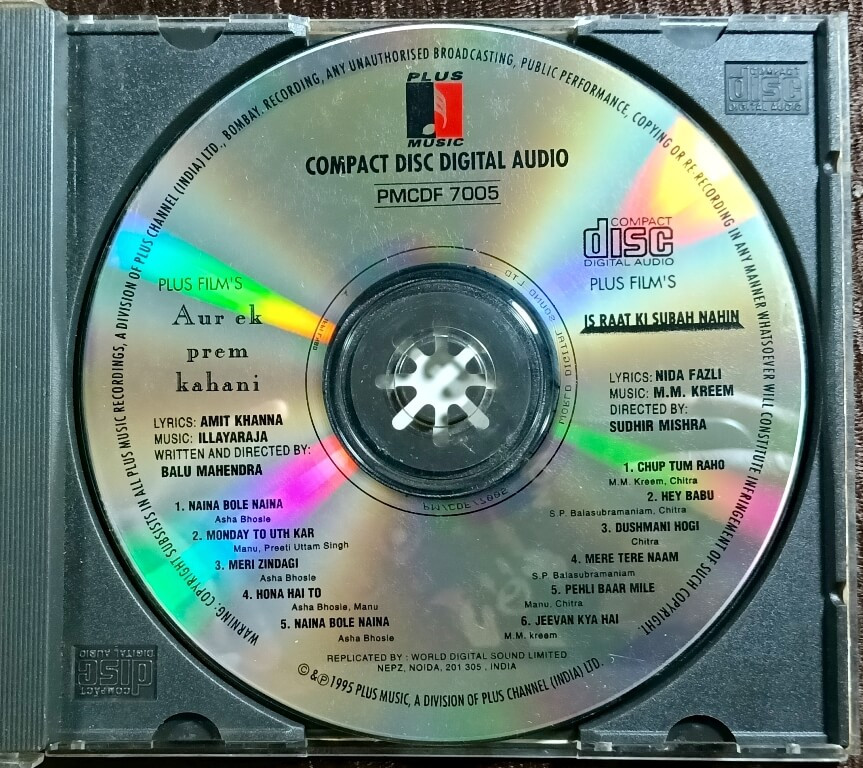 PLUS
MUSIC
COMPACT DISC DIGITAL AUDIO
PMCDF 7005
COMPACT
disc
DIGITAL AUDIO
PLUS FILM'S
Aur ek
prem
kahani
LYRICS: AMIT KHANNA
MUSIC: ILLAYARAJA
WRITTEN AND DIRECTED BY:
BALU MAHENDRA
1. NAINA BOLE NAINA
Asha Bhosle
2. MONDAY TO UTH KAR
Manu, Preeti Uttam Singh
3. MERI ZINDAGI
Asha Bhosle
4. HONA HAI TO
Asha Bhosle, Manu
5. NAINA BOLE NAINA
Asha Bhosle
PLUS FILM'S
IS RAAT KI SUBAH NAHIN
LYRICS: NIDA FAZLI
MUSIC: M.M. KREEM
DIRECTED BY:
SUDHIR MISHRA
1. CHUP TUM RAHO
M.M. Kreem, Chitra
2. HEY BABU
S.P. Balasubramaniam, Chitra
3. DUSHMANI HOGI
Chitra
4. MERE TERE NAAM
S.P. Balasubramaniam
5. PEHLI BAAR MILE
Manu, Chitra
6. JEEVAN KYA HAI
M.M. kreem
REPLICATED BY : WORLD DIGITAL SOUND LIMITED
NEPZ, NOIDA, 201 305 , INDIA
©&℗1995 PLUS MUSIC, A DIVISION OF PLUS CHANNEL (INDIA) LTD.
WARNING: COPYRIGHT SUBSISTS IN ALL PLUS MUSIC RECORDINGS, A DIVISION OF PLUS CHANNEL (INDIA) LTD., BOMBAY. RECORDING, ANY UNAUTHORISED BROADCASTING, PUBLIC PERFORMANCE, COPYING OR RE-RECORDING IN ANY MANNER WHATSOEVER WILL CONSTITUTE INFRINGEMENT OF SUCH COPYRIGHT.
COMPACT
disc
DIGITAL AUDIO
COMPACT
disc
DIGITAL AUDIO
WORLD DIGITAL SOUND LTD